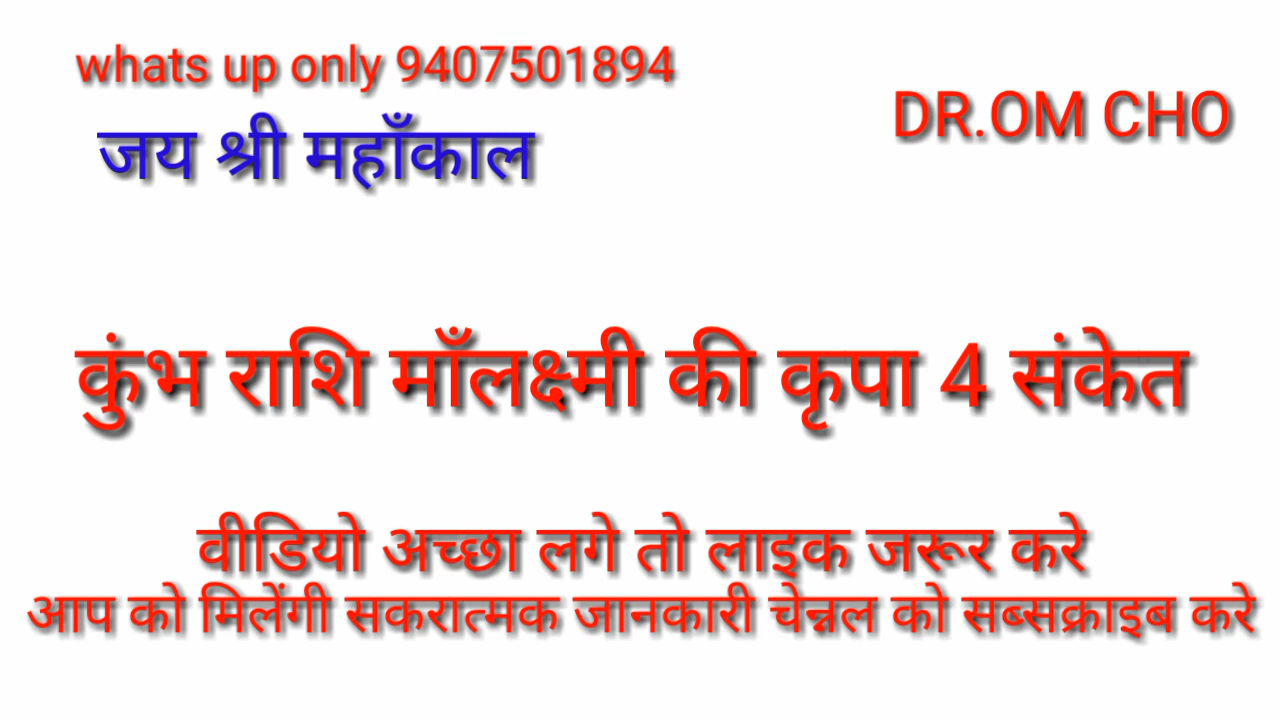 whats up only 9407501894
DR.OM CHO
जय श्री महाँकाल
कुंभ राशि माँलक्ष्मी की कृपा 4 संकेत
वीडियो अच्छा लगे तो लाइक जरूर करे
आप को मिलेंगी सकरात्मक जानकारी चेन्नल को सब्सक्राइब करे